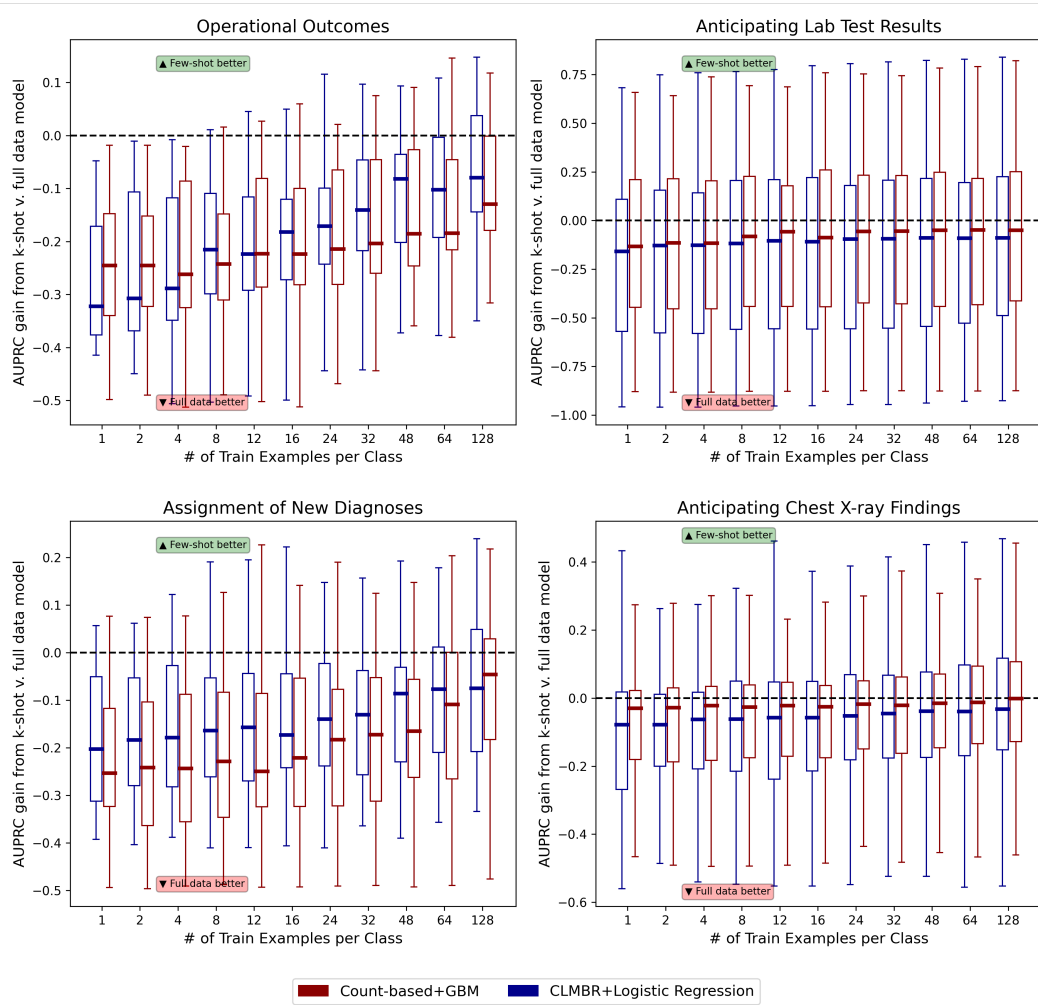 Operational Outcomes
AUPRC gain from k-shot v. full data model
0.1
0.0
−0.1
−0.2
−0.3
−0.4
−0.5
▲ Few-shot better
▼ Full data better
1 2 4 8 12 16 24 32 48 64 128
# of Train Examples per Class
Anticipating Lab Test Results
AUPRC gain from k-shot v. full data model
0.75
0.50
0.25
0.00
−0.25
−0.50
−0.75
−1.00
▲ Few-shot better
▼ Full data better
1 2 4 8 12 16 24 32 48 64 128
# of Train Examples per Class
Assignment of New Diagnoses
AUPRC gain from k-shot v. full data model
0.2
0.1
0.0
−0.1
−0.2
−0.3
−0.4
−0.5
▲ Few-shot better
▼ Full data better
1 2 4 8 12 16 24 32 48 64 128
# of Train Examples per Class
Anticipating Chest X-ray Findings
AUPRC gain from k-shot v. full data model
0.4
0.2
0.0
−0.2
−0.4
−0.6
▲ Few-shot better
▼ Full data better
1 2 4 8 12 16 24 32 48 64 128
# of Train Examples per Class
Count-based+GBM CLMBR+Logistic Regression